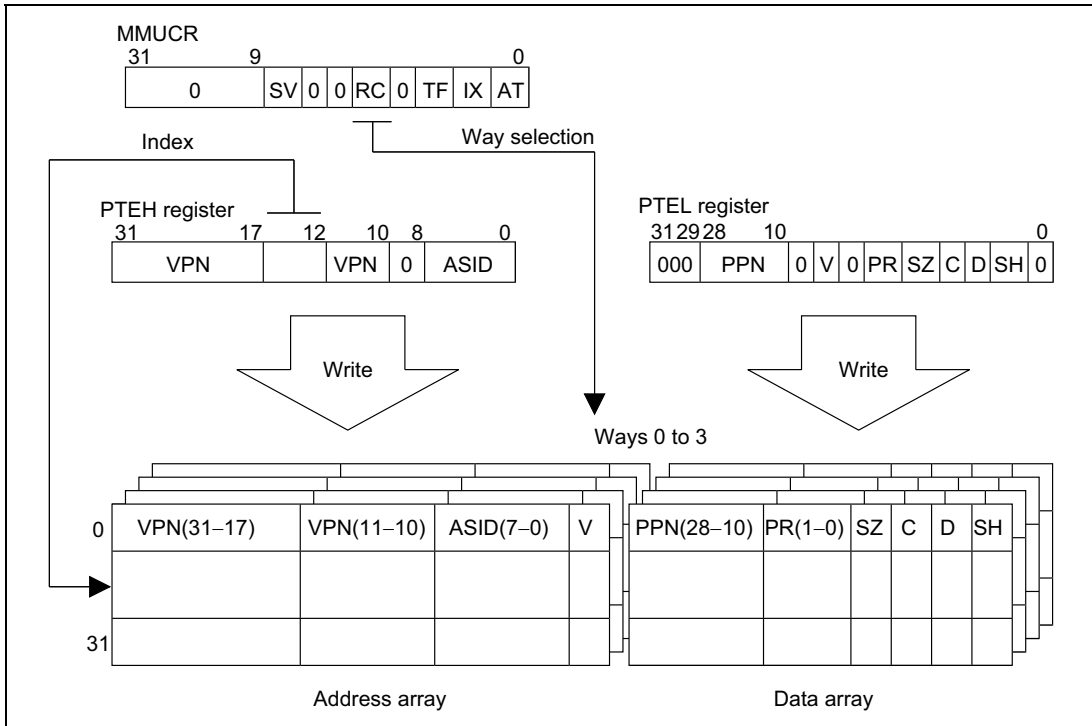 MMUCR
31 9 0
0 SV 0 0 RC 0 TF IX AT
Index
Way selection
PTEH register
31 17 12 10 8 0
VPN VPN 0 ASID
PTEL register
31 29 28 10 0
000 PPN 0 V 0 PR SZ C D SH 0
Write
Write
Ways 0 to 3
0 VPN(31–17) VPN(11–10) ASID(7–0) V PPN(28–10) PR(1–0) SZ C D SH
31
Address array
Data array